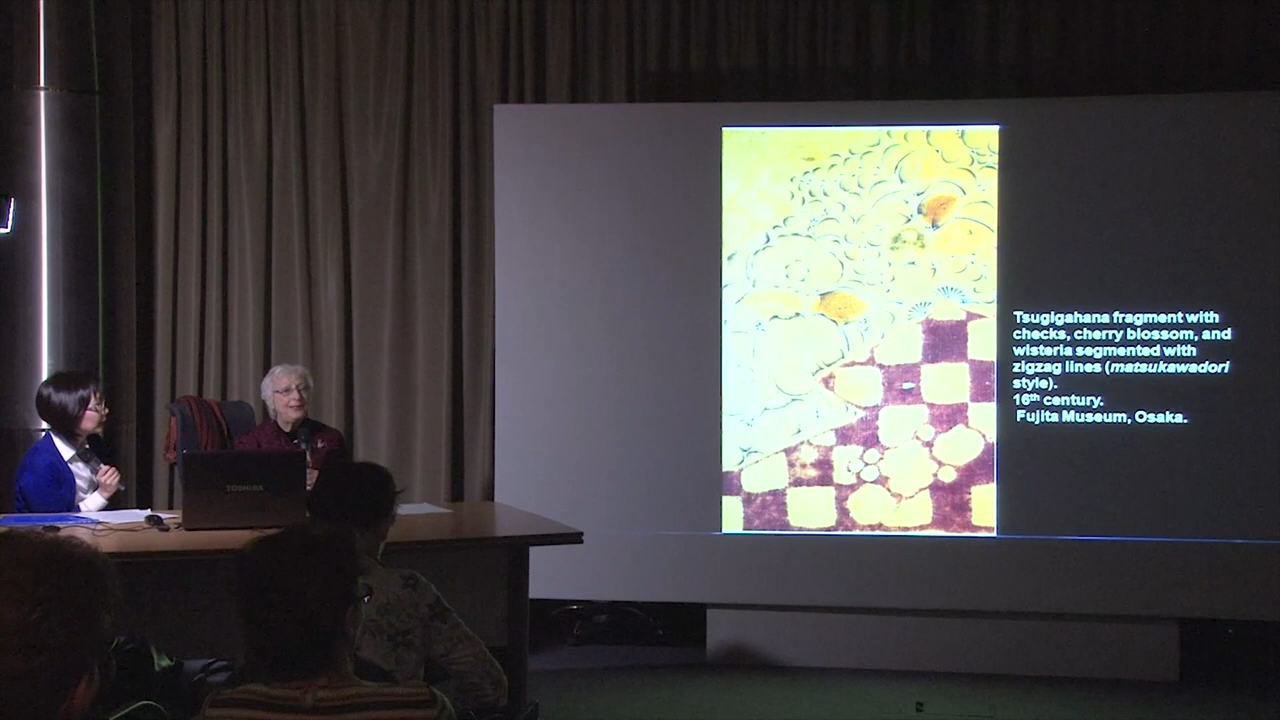 TOSHIBA
Tsugigahana fragment with
checks, cherry blossom, and
wisteria segmented with
zigzag lines (matsukawadori
style).
16th century.
Fujita Museum, Osaka.